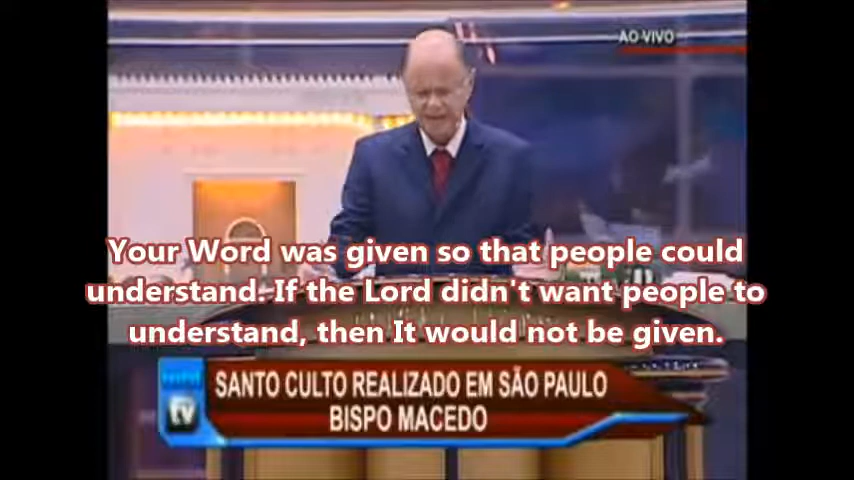 AO VIVO
Your Word was given so that people could
understand. If the Lord didn't want people to
understand, then It would not be given.
tv
SANTO CULTO REALIZADO EM SÃO PAULO
BISPO MACEDO